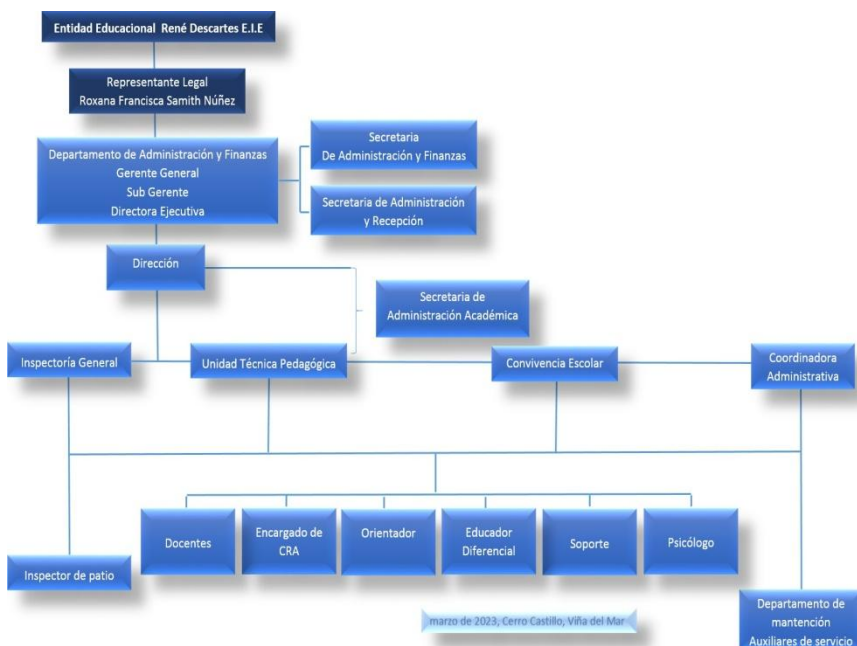 Entidad Educacional René Descartes E.I.E
Representante Legal
Roxana Francisca Samith Núñez
Departamento de Administración y Finanzas
Gerente General
Sub Gerente
Directora Ejecutiva
Secretaria
De Administración y Finanzas
Secretaria de Administración
y Recepción
Dirección
Secretaria de
Administración Académica
Inspectoría General
Unidad Técnica Pedagógica
Convivencia Escolar
Coordinadora
Administrativa
Docentes
Encargado de
CRA
Orientador
Educador
Diferencial
Soporte
Psicólogo
Inspector de patio
Departamento de
mantención
Auxiliares de servicio
marzo de 2023, Cerro Castillo, Viña del Mar